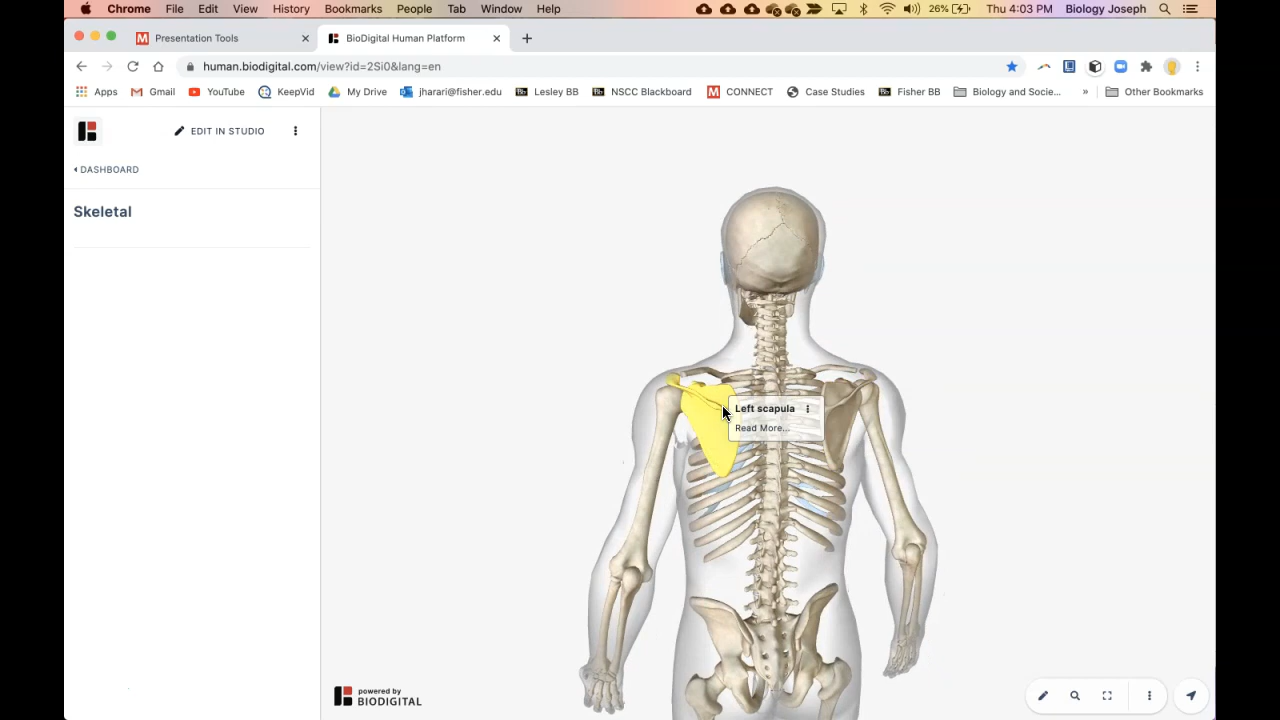 Chrome File Edit View History Bookmarks People Tab Window Help 26% Thu 4:03 PM Biology Joseph
Presentation Tools
BioDigital Human Platform
human.biodigital.com/view?id=2Si0&lang=en
Apps Gmail YouTube KeepVid My Drive jharari@fisher.edu Lesley BB NSCC Blackboard CONNECT Case Studies Fisher BB Biology and Socie... » Other Bookmarks
EDIT IN STUDIO
DASHBOARD
Skeletal
Left scapula
Read More...
powered by
BIODIGITAL